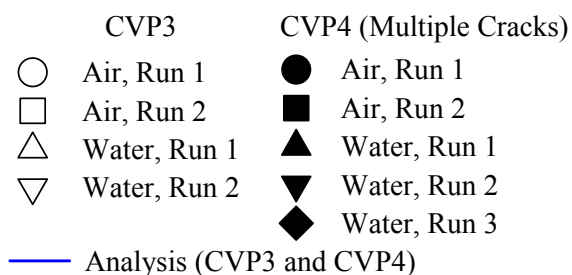 CVP3 CVP4 (Multiple Cracks)
Air, Run 1 Air, Run 1
Air, Run 2 Air, Run 2
Water, Run 1 Water, Run 1
Water, Run 2 Water, Run 2
Water, Run 3
Analysis (CVP3 and CVP4)